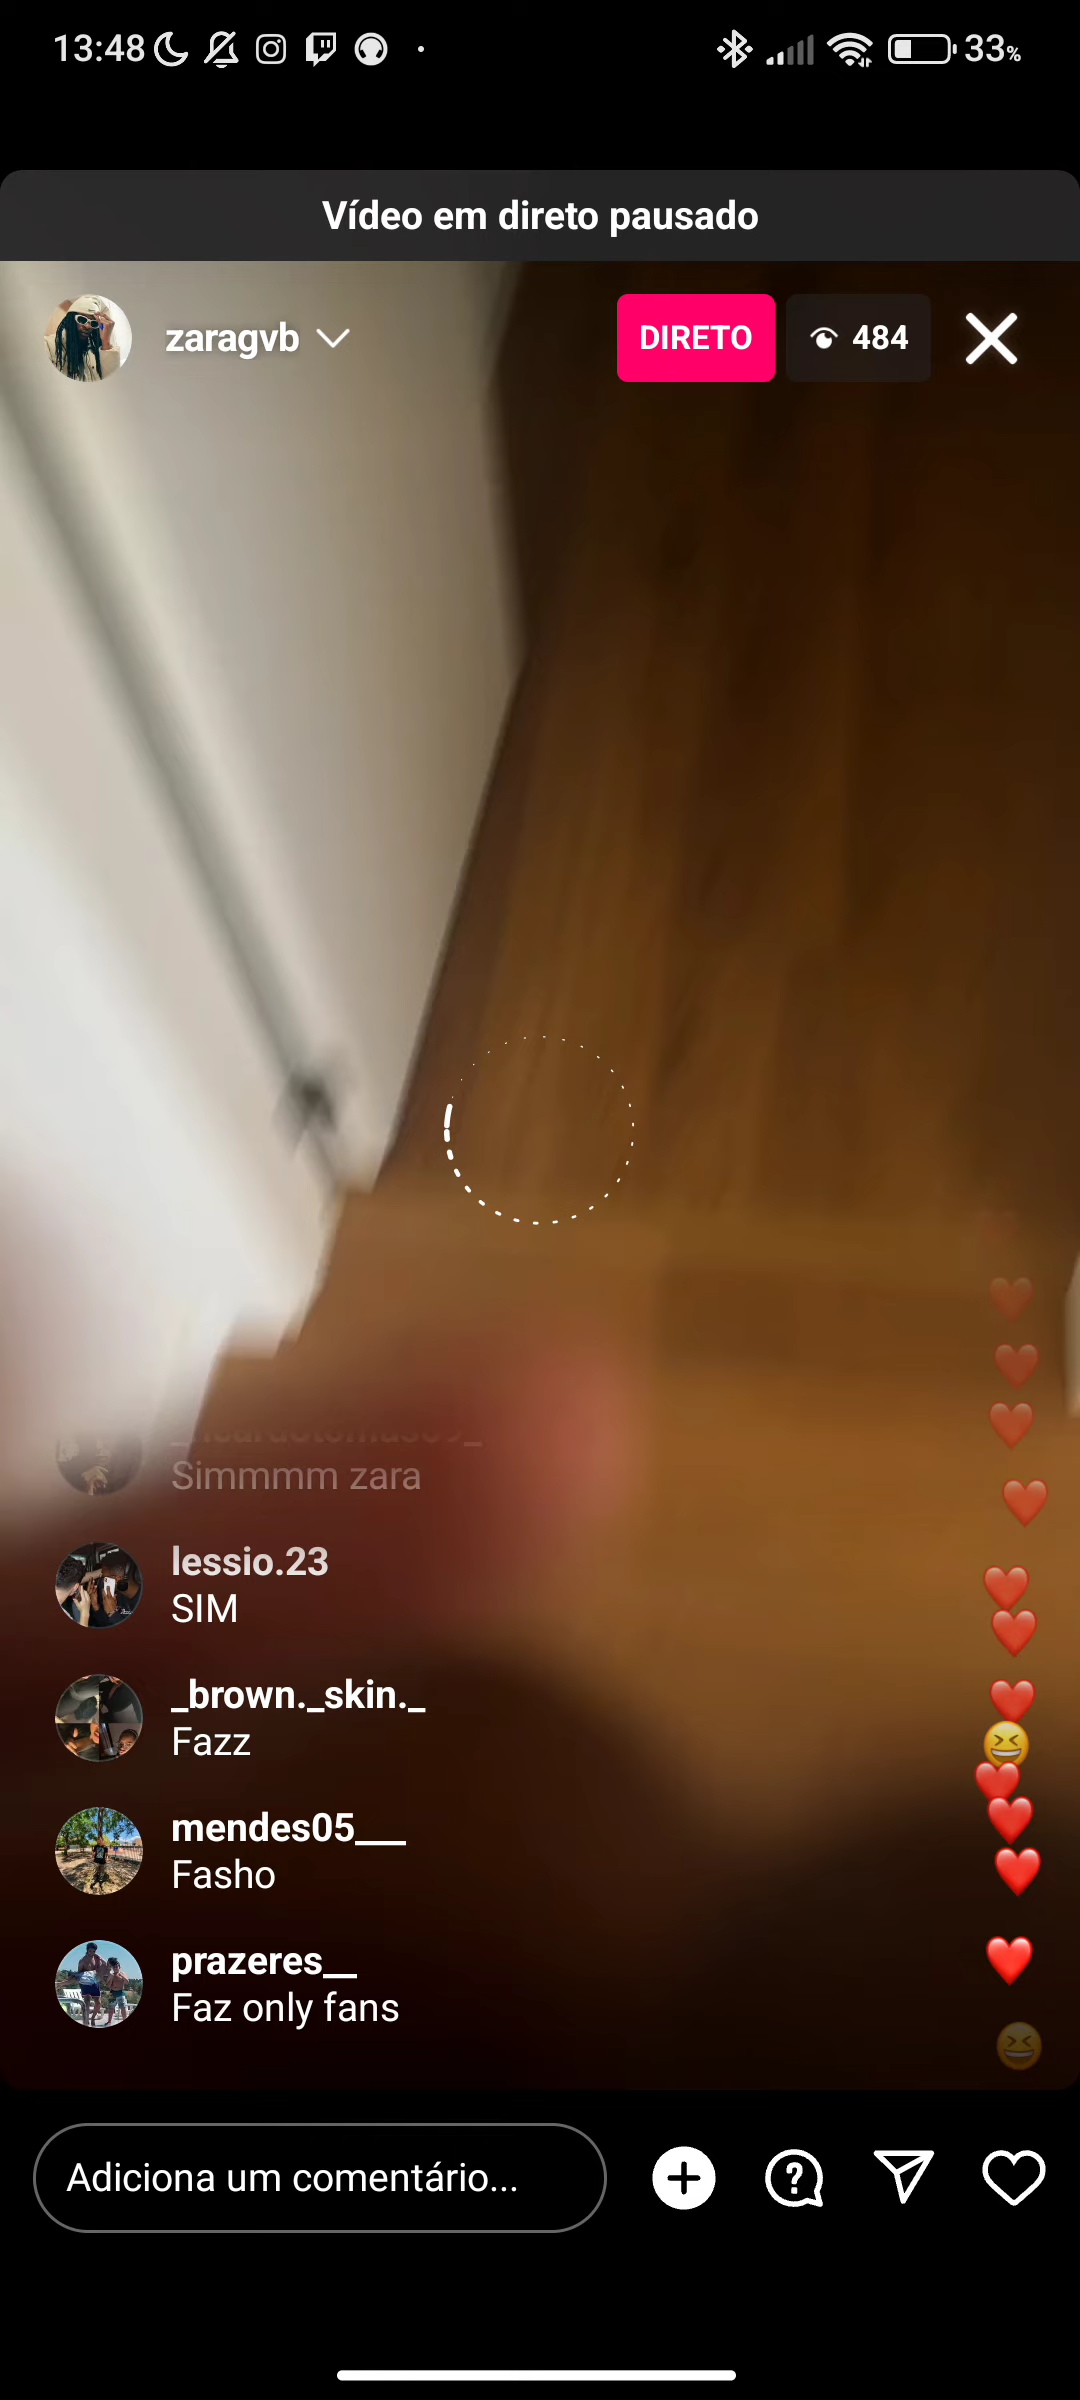 13:48
33%
Vídeo em direto pausado
zaragvb
DIRETO
484
Simmmm zara
lessio.23
SIM
_brown._skin._
Fazz
mendes05___
Fasho
prazeres__
Faz only fans
Adiciona um comentário...